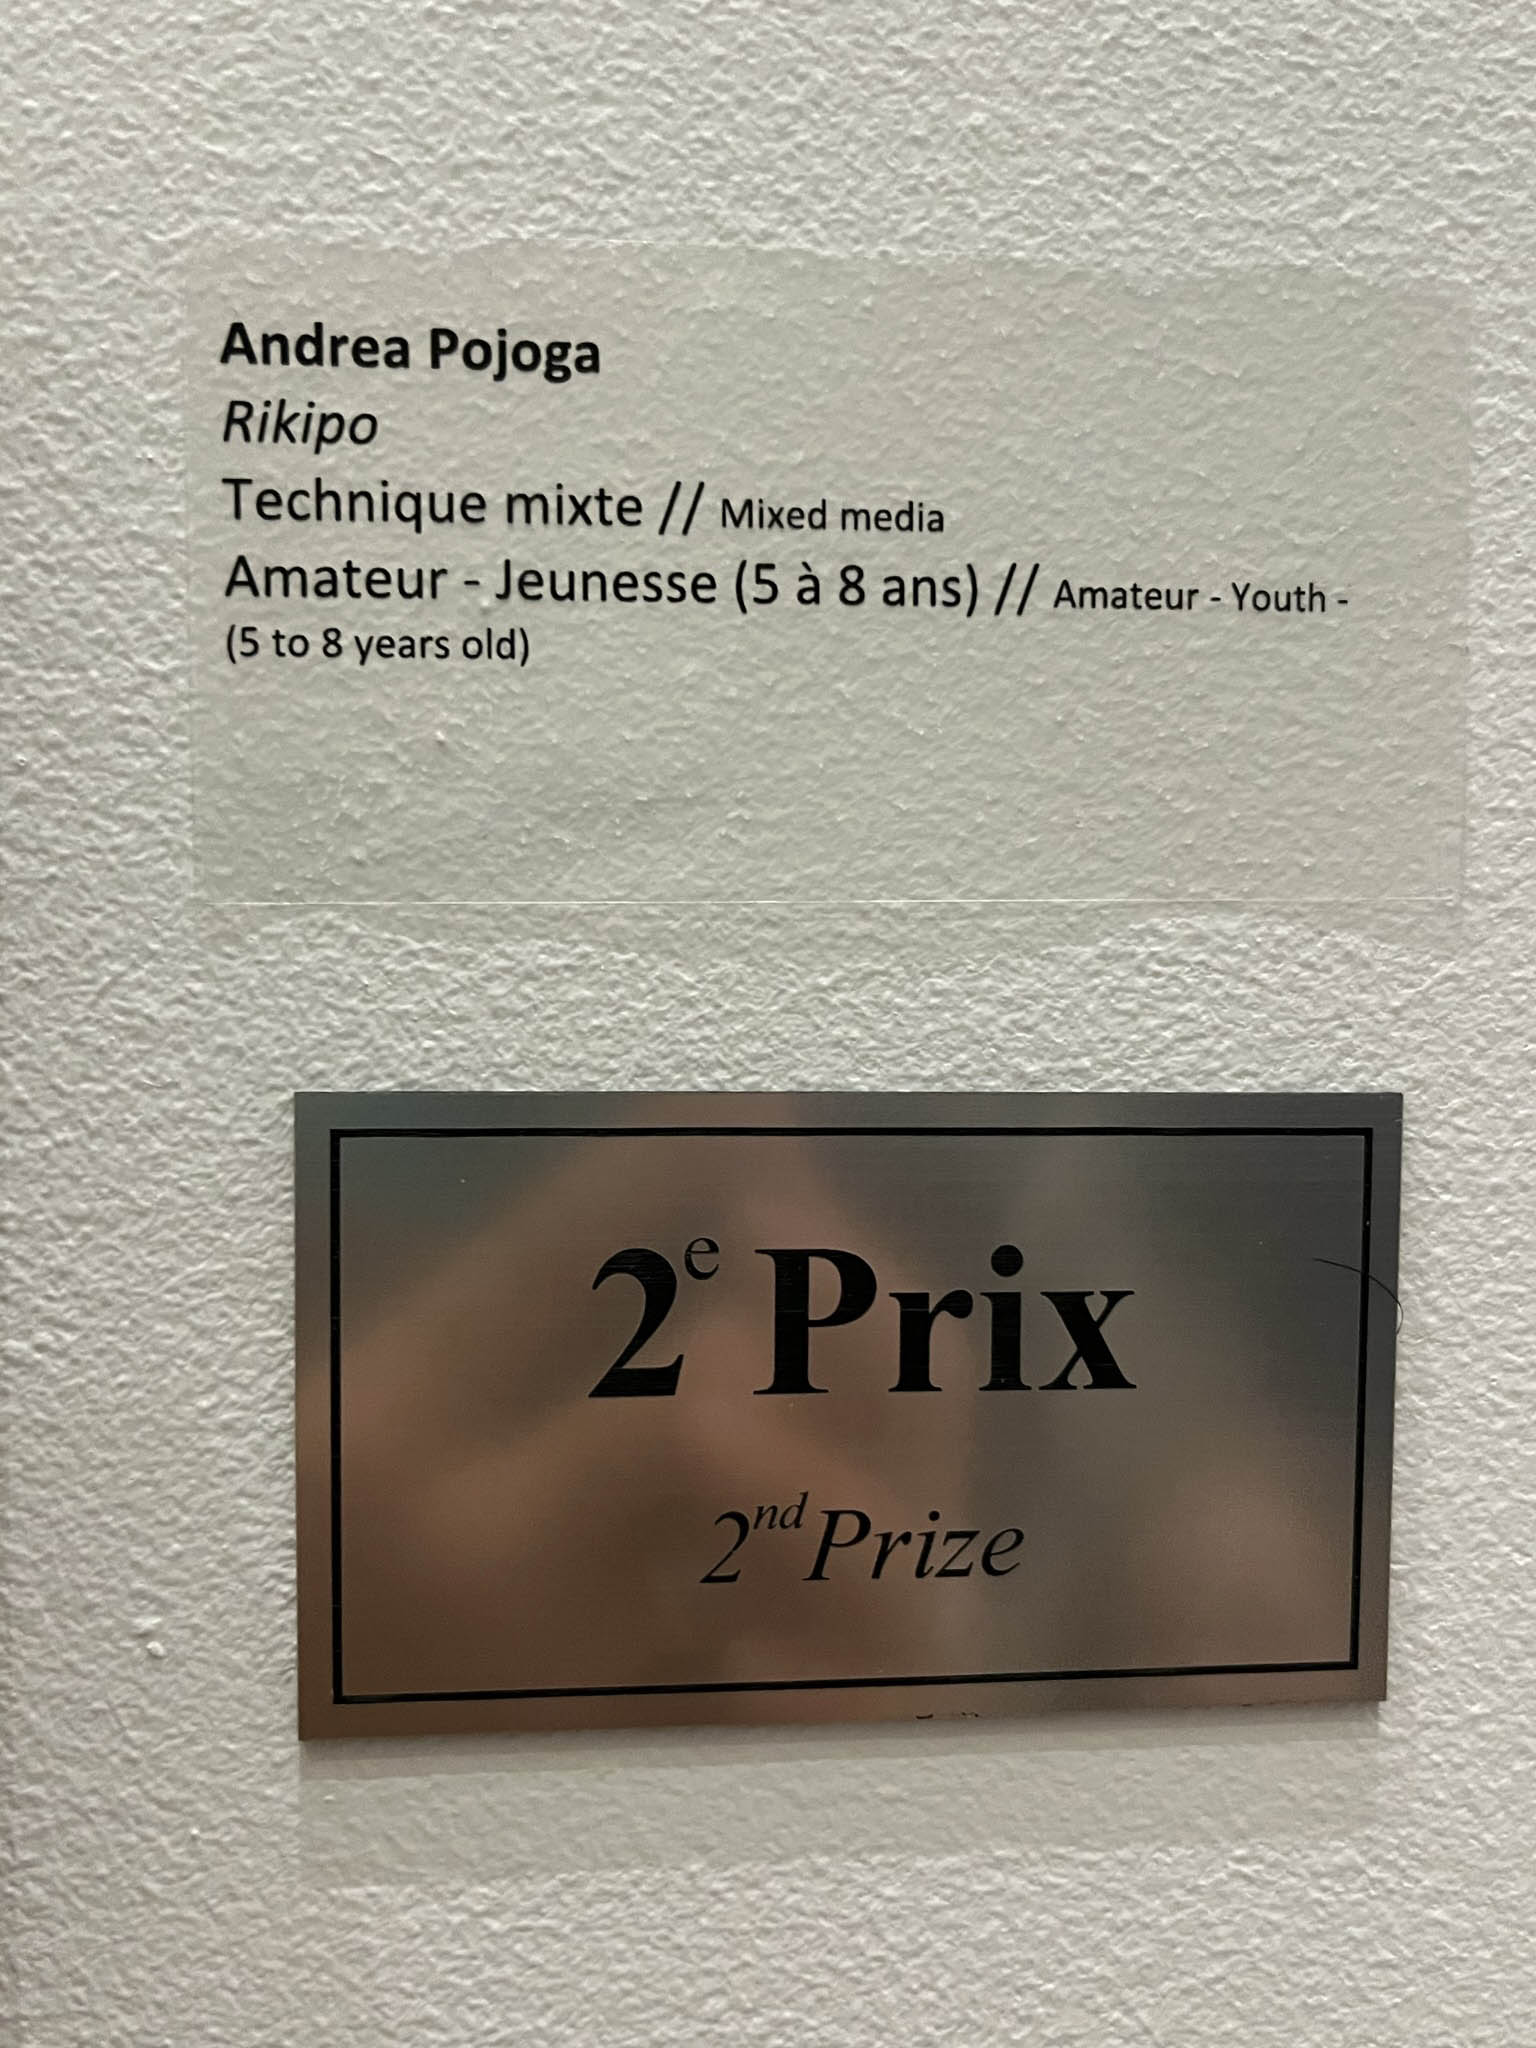 Andrea Pojoga
Rikipo
Technique mixte // Mixed media
Amateur - Jeunesse (5 à 8 ans) // Amateur - Youth -
(5 to 8 years old)
2e Prix
2nd Prize